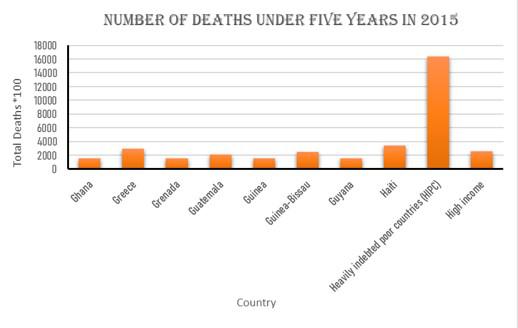 NUMBER OF DEATHS UNDER FIVE YEARS IN 2015
Total Deaths *100
18000
16000
14000
12000
10000
8000
6000
4000
2000
0
Ghana
Greece
Grenada
Guatemala
Guinea
Guinea-Bissau
Guyana
Haiti
Heavily indebted poor countries (HIPC)
High income
Country